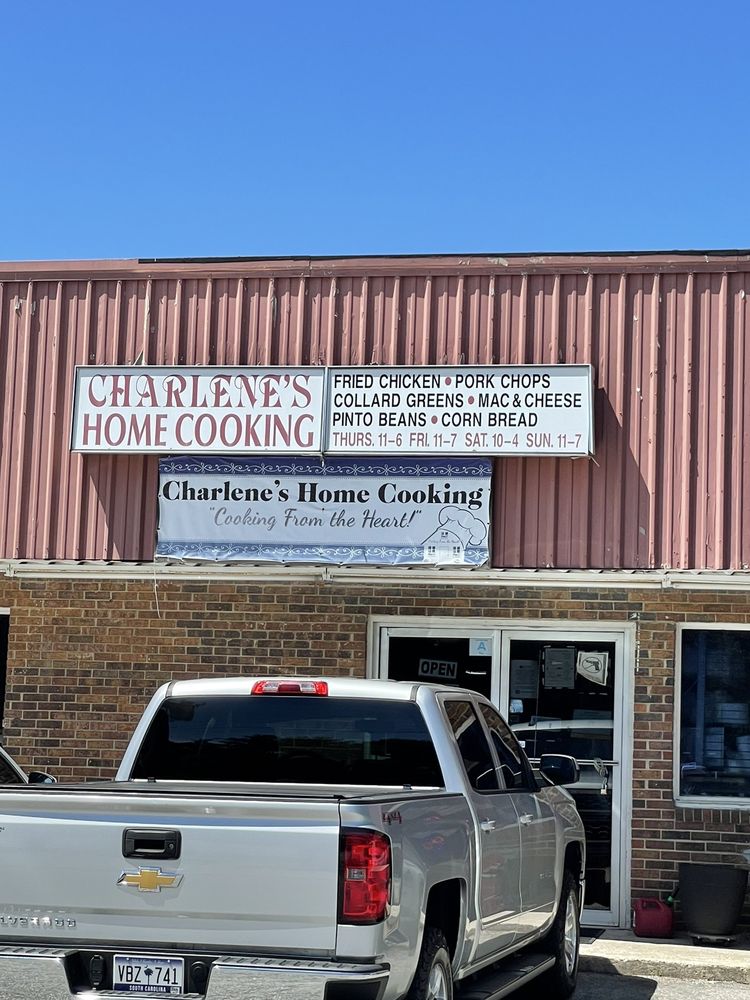 CHARLENE'S
HOME COOKING
FRIED CHICKEN • PORK CHOPS
COLLARD GREENS • MAC & CHEESE
PINTO BEANS • CORN BREAD
THURS. 11–6 FRI. 11–7 SAT. 10–4 SUN. 11–7
Charlene's Home Cooking
"Cooking From the Heart!"
OPEN
A
4x4
VBZ 741
SOUTH CAROLINA